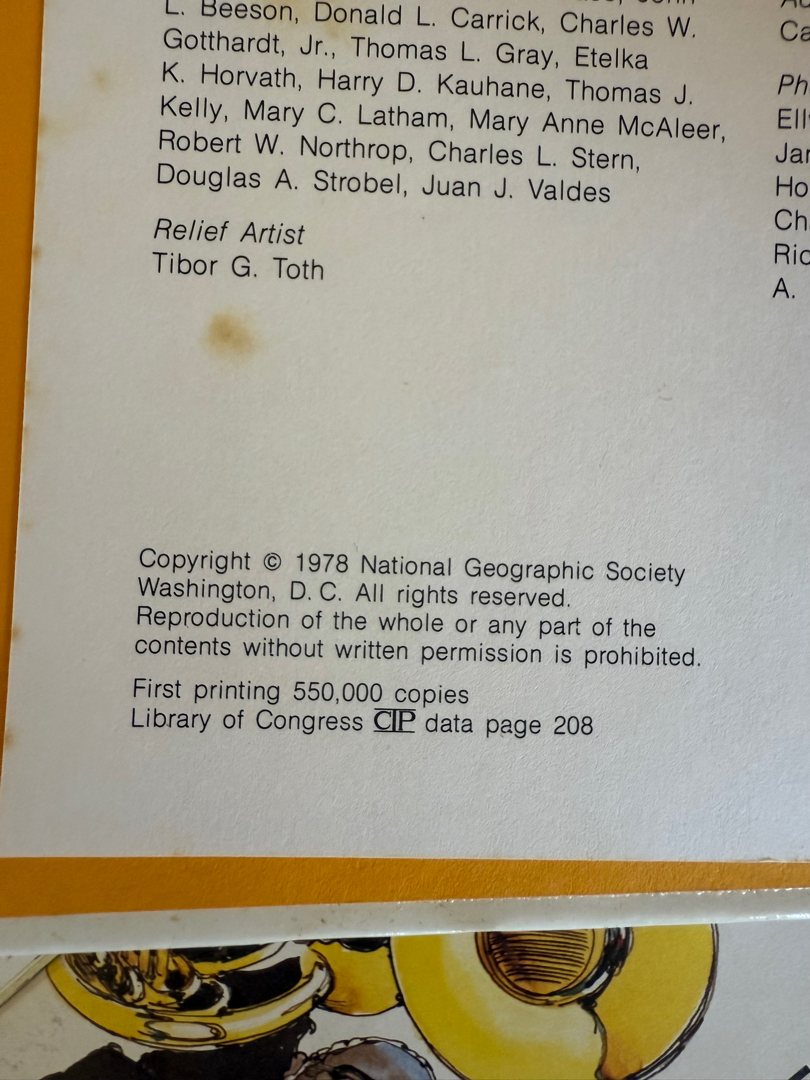 L. Beeson, Donald L. Carrick, Charles W.
Gotthardt, Jr., Thomas L. Gray, Etelka
K. Horvath, Harry D. Kauhane, Thomas J.
Kelly, Mary C. Latham, Mary Anne McAleer,
Robert W. Northrop, Charles L. Stern,
Douglas A. Strobel, Juan J. Valdes
Relief Artist
Tibor G. Toth
Copyright © 1978 National Geographic Society
Washington, D. C. All rights reserved.
Reproduction of the whole or any part of the
contents without written permission is prohibited.
First printing 550,000 copies
Library of Congress CIP data page 208
A.